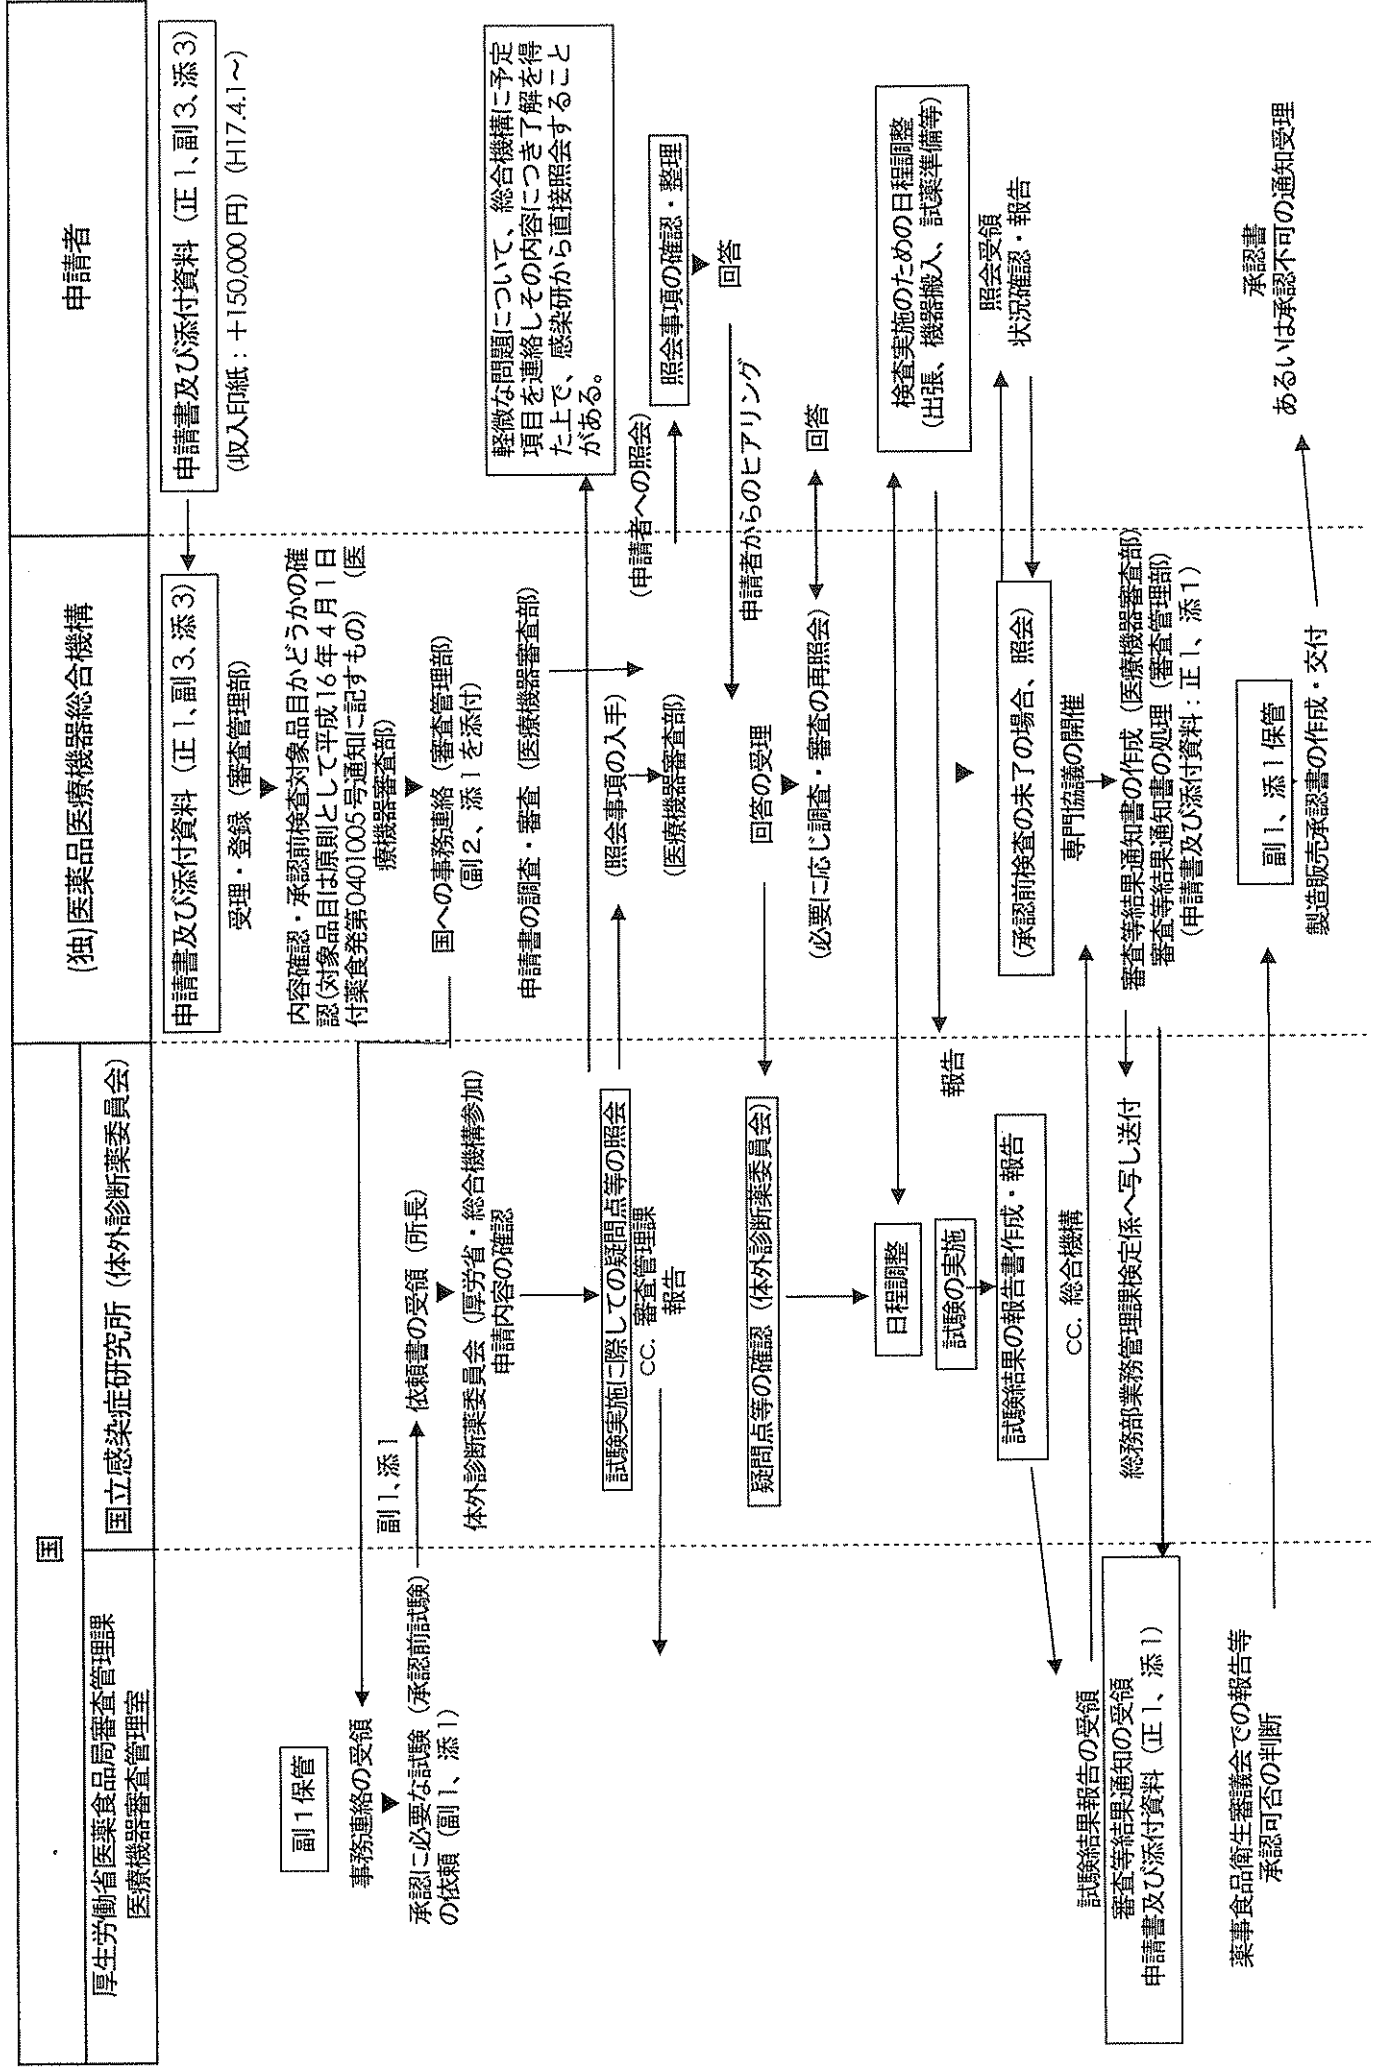 国
厚生労働省医薬食品局審査管理課
医療機器審査管理室
国立感染症研究所（体外診断薬委員会）
(独)医薬品医療機器総合機構
申請者
申請書及び添付資料（正１、副３、添３）
(収入印紙：＋150,000円)（H17.4.1～）
申請書及び添付資料（正１、副３、添３）
受理・登録（審査管理部）
内容確認・承認前検査対象品目かどうかの確
認(対象品目は原則として平成16年４月１日
付薬食発第0401005号通知に記すもの）（医
療機器審査部）
国への事務連絡（審査管理部）
（副２、添１を添付）
副１保管
事務連絡の受領
承認に必要な試験（承認前試験）
の依頼（副１、添１）
副１、添１
依頼書の受領（所長）
体外診断薬委員会（厚労省・総合機構参加）
申請内容の確認
申請書の調査・審査（医療機器審査部）
軽微な問題について、総合機構に予定
項目を連絡しその内容につき了解を得
た上で、感染研から直接照会すること
がある。
試験実施に際しての疑問点等の照会
CC. 審査管理課
報告
（照会事項の入手）
（医療機器審査部）
（申請者への照会）
照会事項の確認・整理
回答
申請者からのヒアリング
回答の受理
疑問点等の確認（体外診断薬委員会）
（必要に応じ調査・審査の再照会）
回答
日程調整
検査実施のための日程調整
（出張、機器搬入、試薬準備等）
試験の実施
報告
試験結果の報告書作成・報告
（承認前検査の未了の場合、照会）
照会受領
状況確認・報告
専門協議の開催
CC. 総合機構
試験結果報告の受領
審査等結果通知書の作成（医療機器審査部）
審査等結果通知書の処理（審査管理部）
（申請書及び添付資料：正１、添１）
総務部業務管理課検定係へ写し送付
審査等結果通知の受領
申請書及び添付資料（正１、添１）
薬事食品衛生審議会での報告等
承認可否の判断
副１、添１保管
製造販売承認書の作成・交付
承認書
あるいは承認不可の通知受理